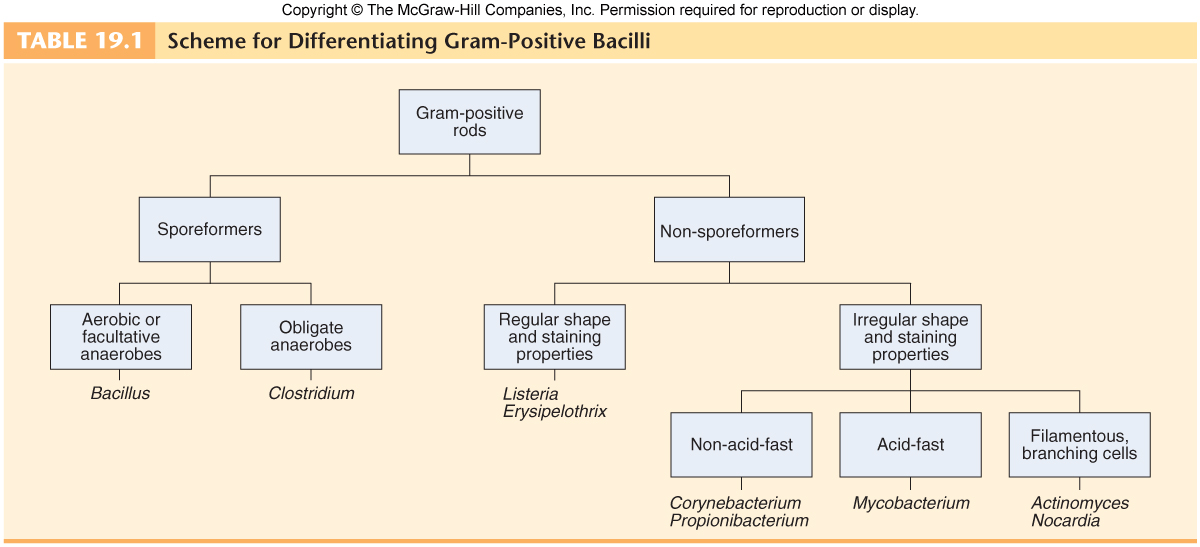 Copyright © The McGraw-Hill Companies, Inc. Permission required for reproduction or display.
TABLE 19.1 Scheme for Differentiating Gram-Positive Bacilli
Gram-positive
rods
Sporeformers
Non-sporeformers
Aerobic or
facultative
anaerobes
Obligate
anaerobes
Regular shape
and staining
properties
Irregular shape
and staining
properties
Bacillus
Clostridium
Listeria
Erysipelothrix
Non-acid-fast
Acid-fast
Filamentous,
branching cells
Corynebacterium
Propionibacterium
Mycobacterium
Actinomyces
Nocardia